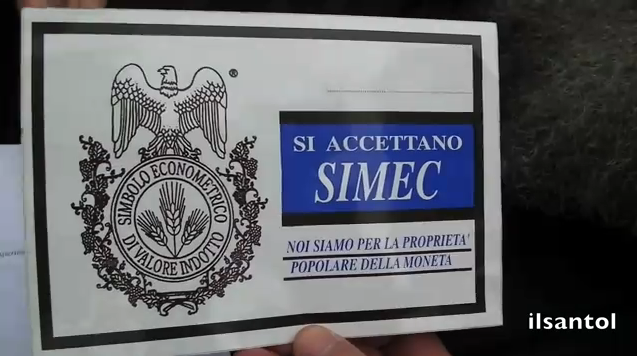 ®
SIMBOLO ECONOMETRICO
DI VALORE INDOTTO
SI ACCETTANO
SIMEC
NOI SIAMO PER LA PROPRIETA'
POPOLARE DELLA MONETA
ilsantol